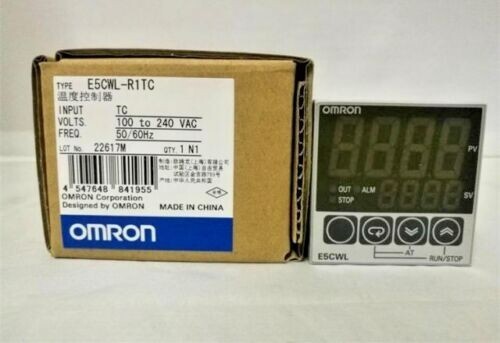 TYPE E5CWL-R1TC
温度控制器
INPUT TC
VOLTS. 100 to 240 VAC
FREQ. 50/60Hz
LOT No. 22617M QTY. 1 N1
4 547648 841955
OMRON Corporation
Designed by OMRON
MADE IN CHINA
OMRON
OMRON
PV
OUT ALM
STOP
SV
AT
E5CWL
RUN/STOP